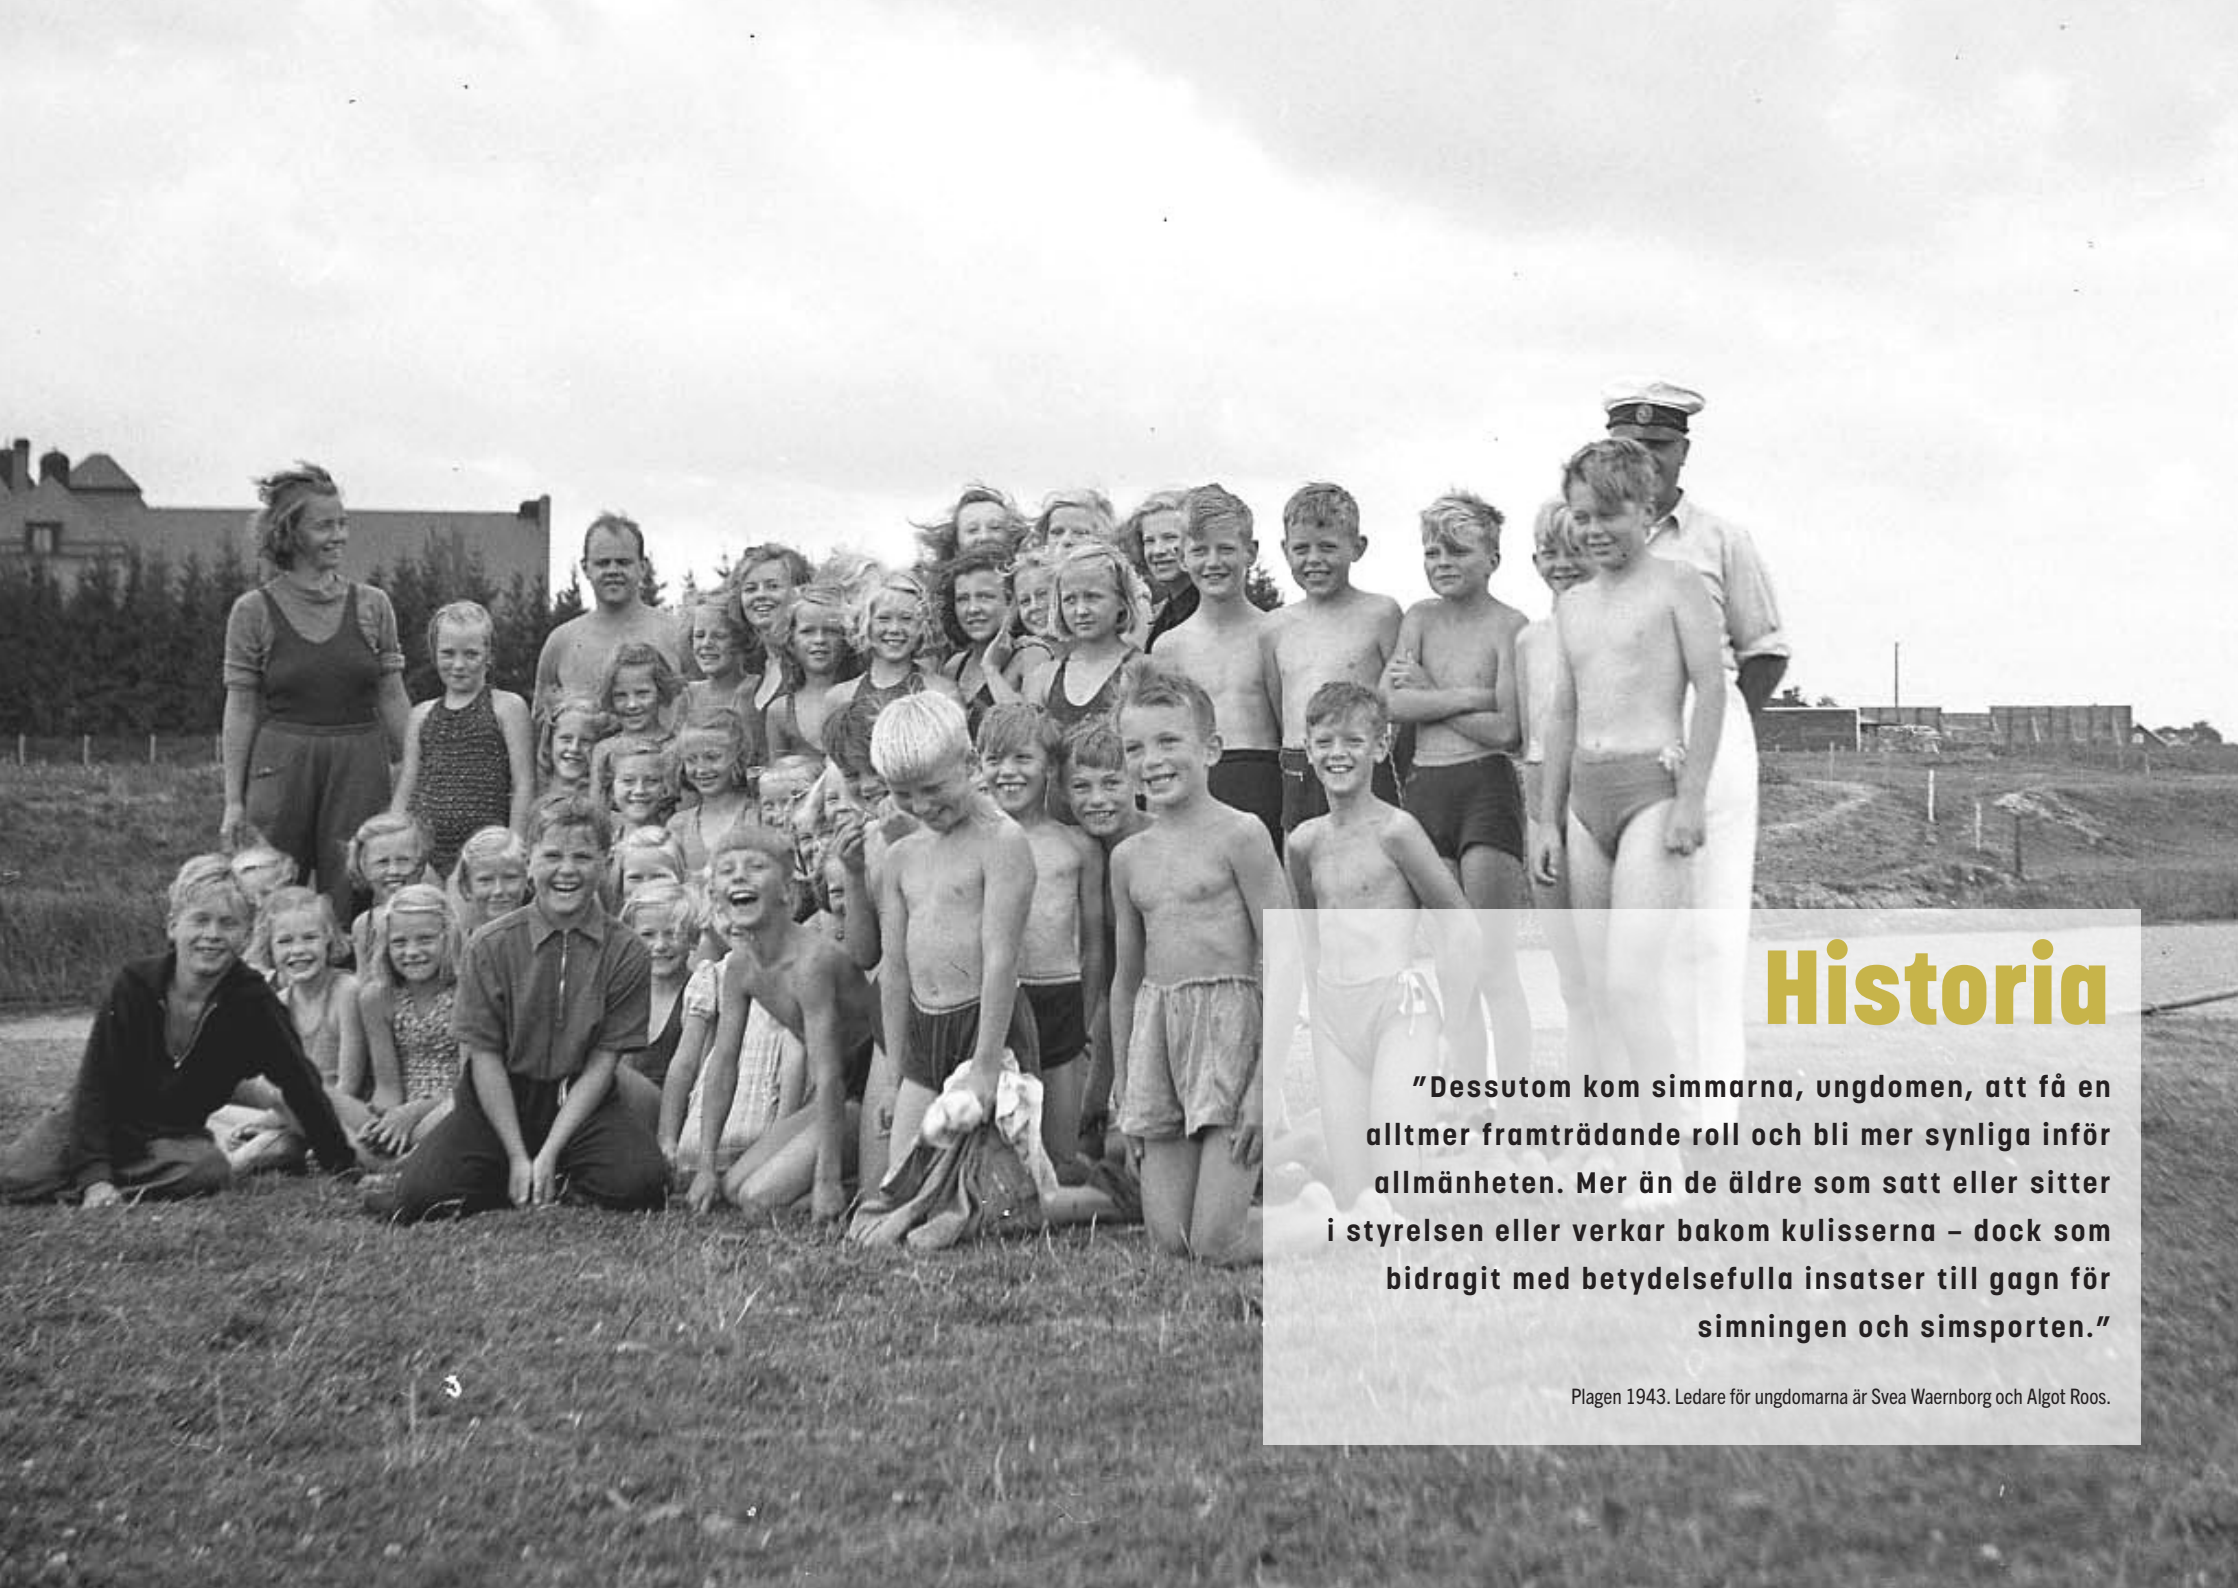 Historia
”Dessutom kom simmarna, ungdomen, att få en
alltmer framträdande roll och bli mer synliga inför
allmänheten. Mer än de äldre som satt eller sitter
i styrelsen eller verkar bakom kulisserna – dock som
bidragit med betydelsefulla insatser till gagn för
simningen och simsporten.”
Plagen 1943. Ledare för ungdomarna är Svea Waernborg och Algot Roos.